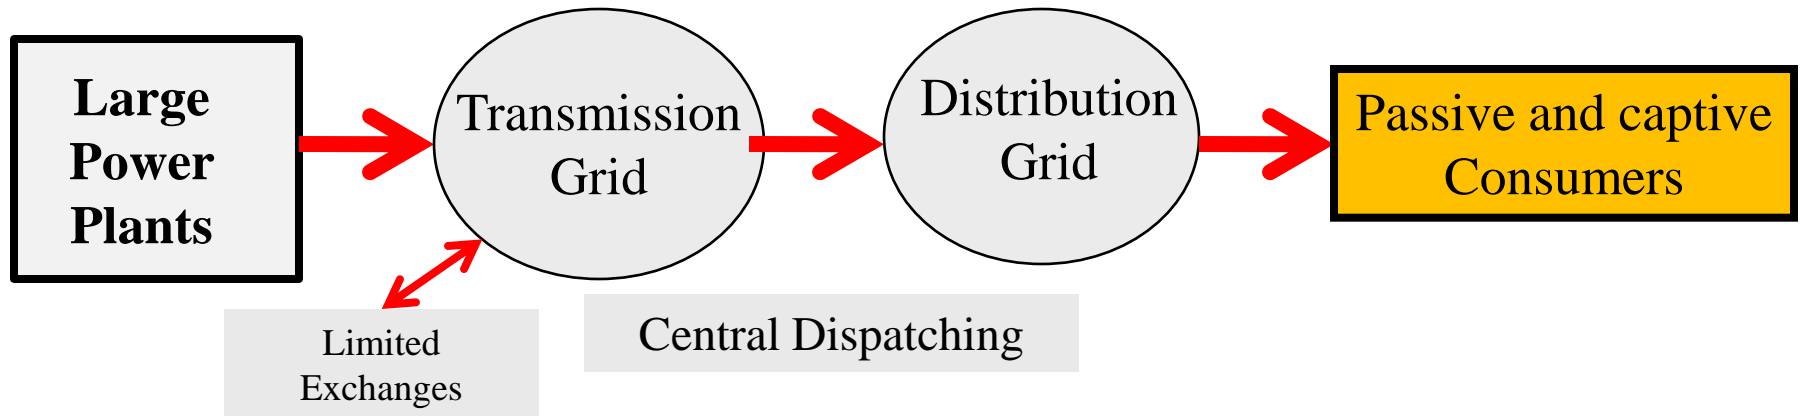 Large
Power
Plants
Transmission
Grid
Distribution
Grid
Passive and captive
Consumers
Limited
Exchanges
Central Dispatching